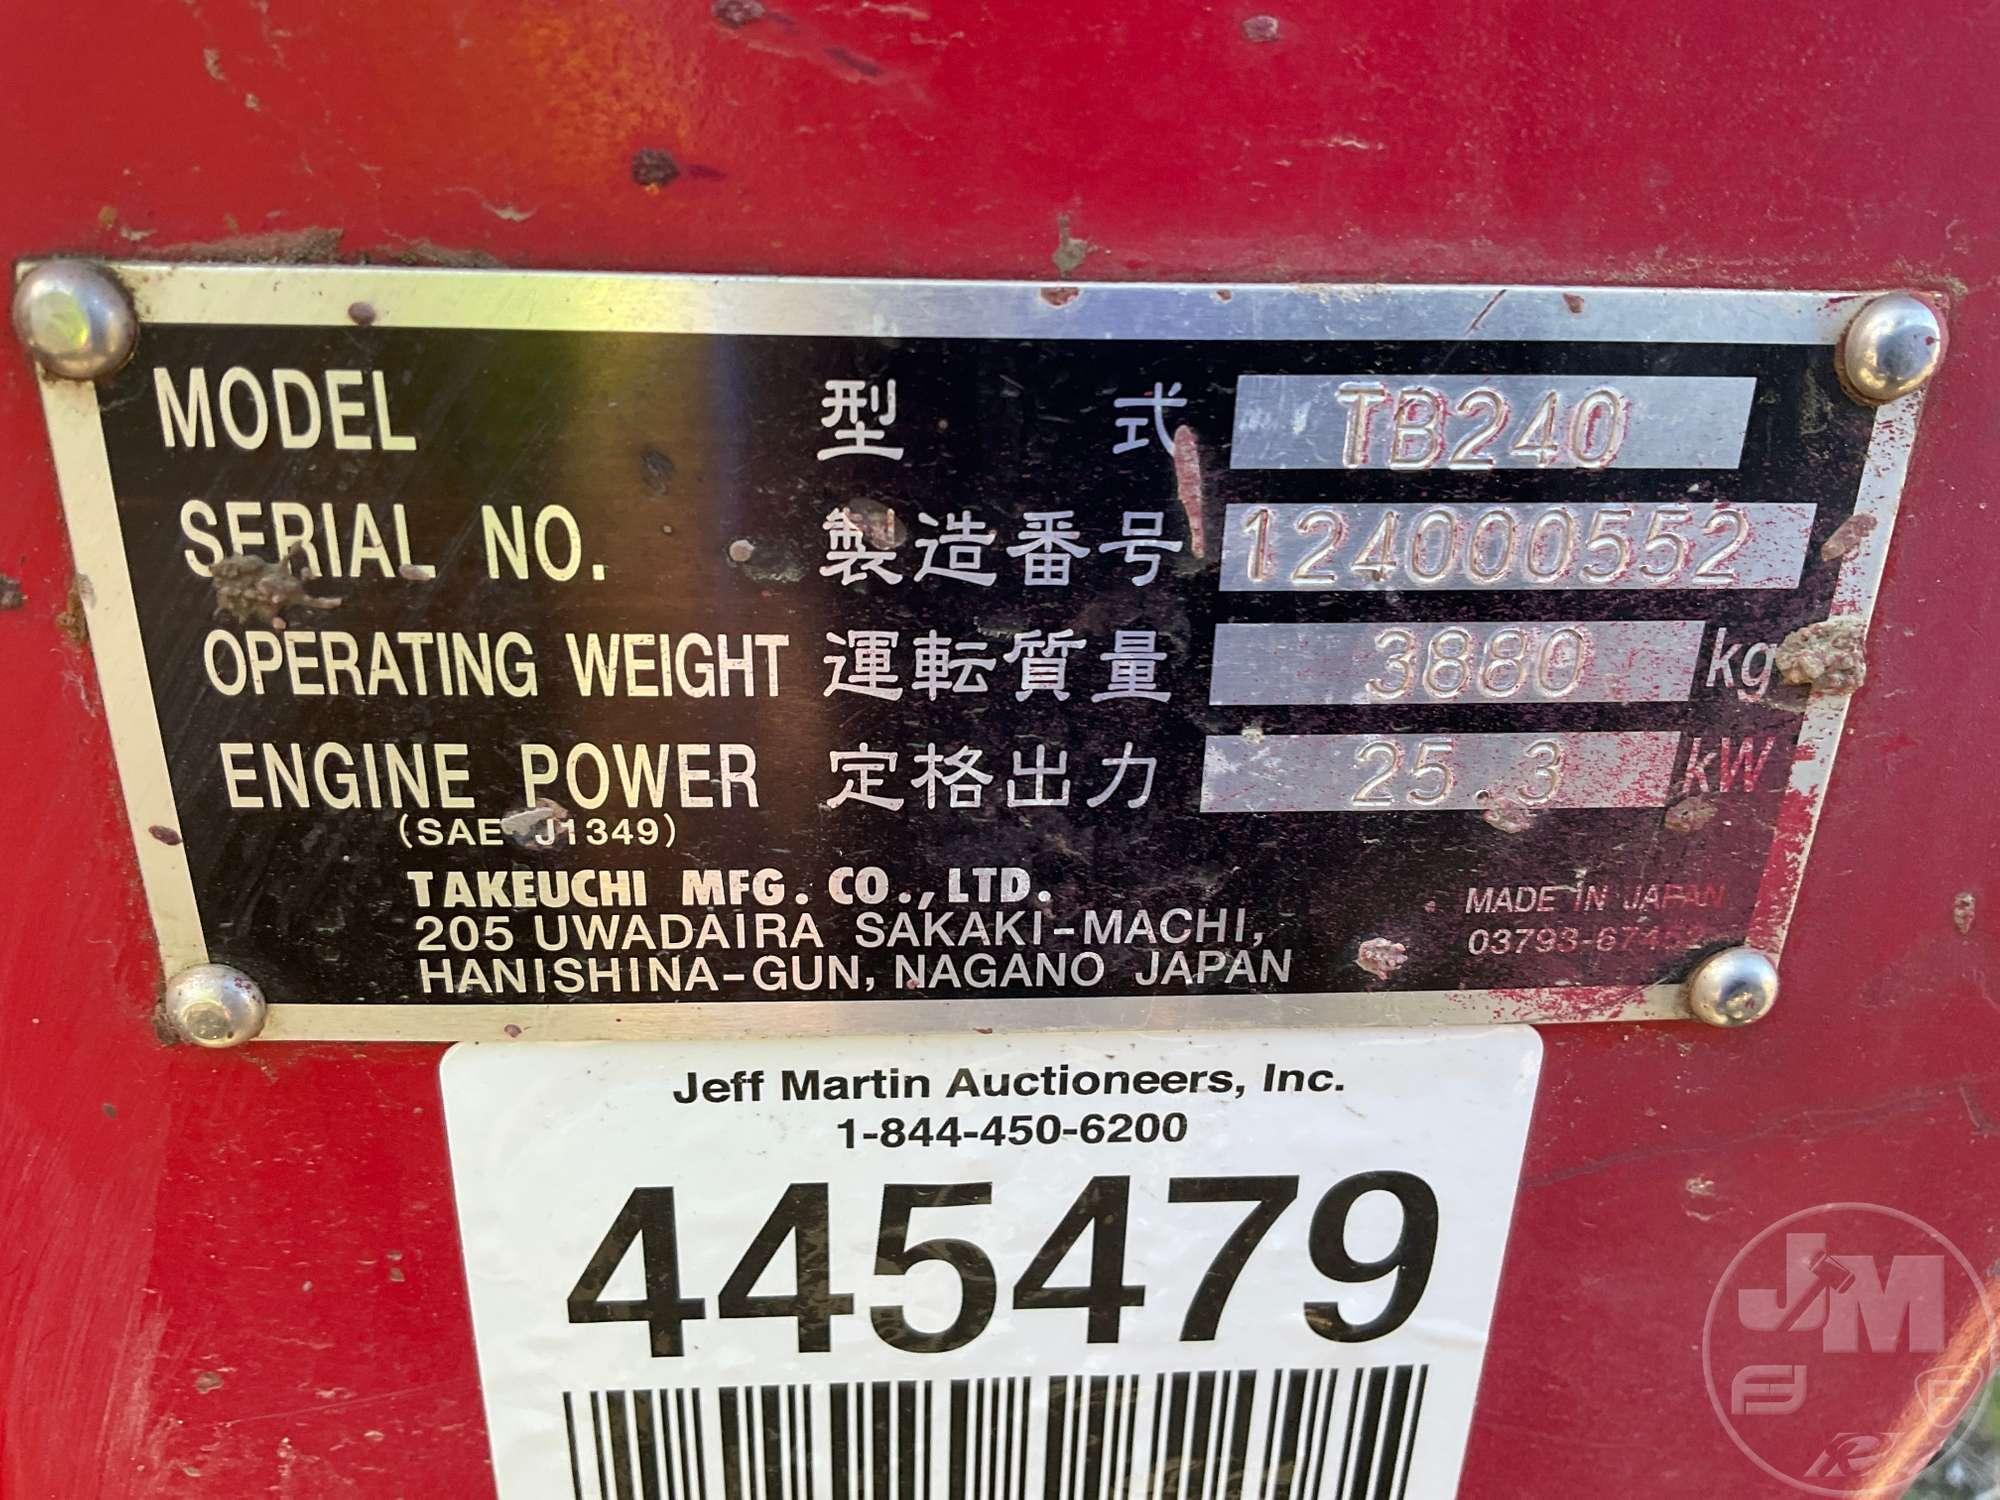 MODEL 型式 TB240
SERIAL NO. 製造番号 124000552
OPERATING WEIGHT 運転質量 3880 kg
ENGINE POWER 定格出力 25.3 kW
(SAE J1349)
TAKEUCHI MFG. CO., LTD.
205 UWADAIRA SAKAKI-MACHI,
HANISHINA-GUN, NAGANO JAPAN
MADE IN JAPAN
Jeff Martin Auctioneers, Inc.
1-844-450-6200
445479
JM